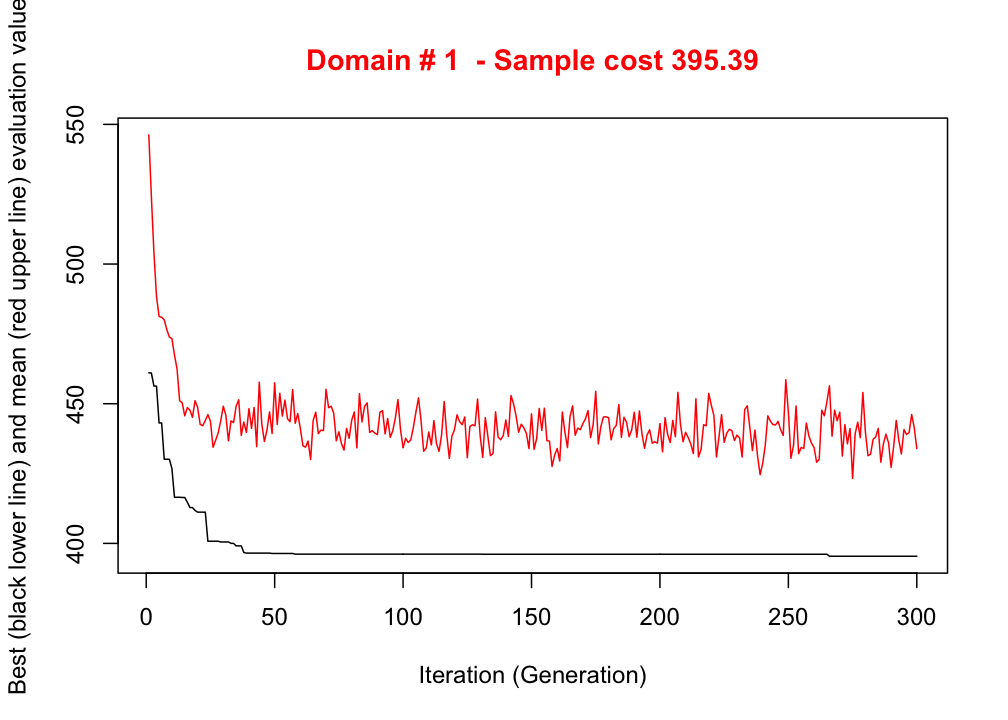 Domain # 1  - Sample cost 395.39
Best (black lower line) and mean (red upper line) evaluation value
550
500
450
400
0 50 100 150 200 250 300
Iteration (Generation)